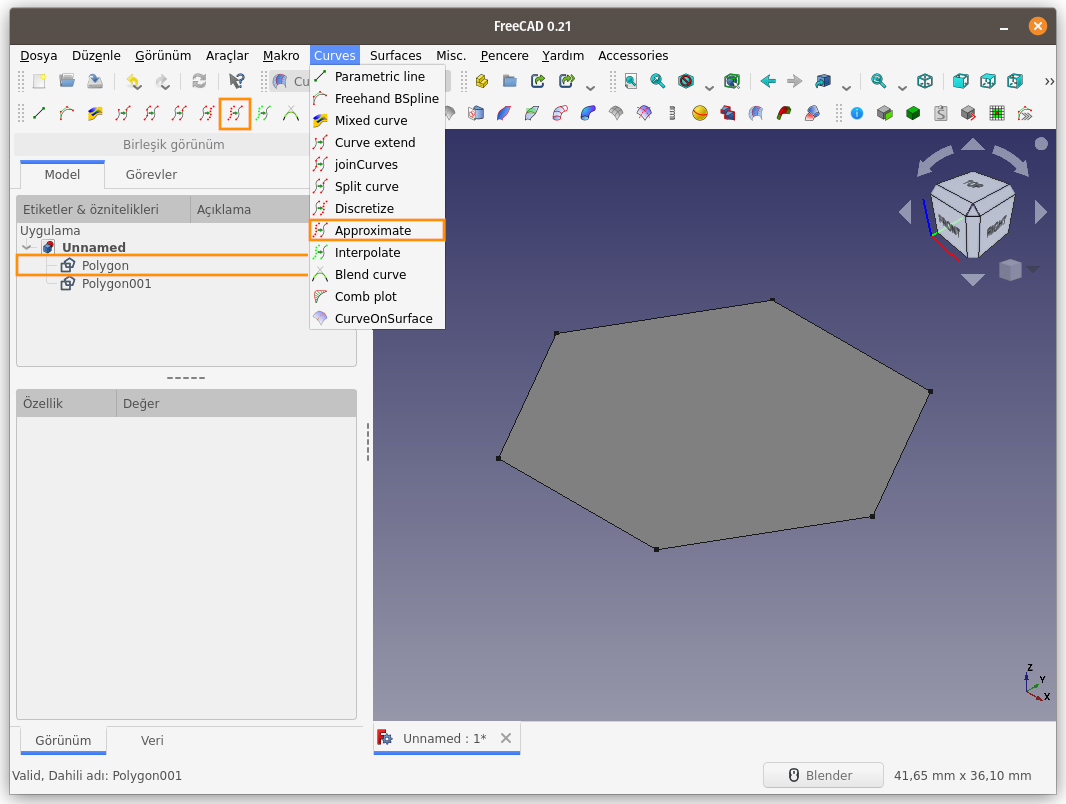 FreeCAD 0.21
Dosya Düzenle Görünüm Araçlar Makro Curves Surfaces Misc. Pencere Yardım Accessories
Cu
Parametric line
Freehand BSpline
Mixed curve
Curve extend
joinCurves
Split curve
Discretize
Approximate
Interpolate
Blend curve
Comb plot
CurveOnSurface
Birleşik görünüm
Model Görevler
Etiketler & öznitelikleri Açıklama
Uygulama
Unnamed
Polygon
Polygon001
Özellik Değer
TOP
FRONT
RIGHT
Z
Y
X
Görünüm Veri
Unnamed : 1*
Valid, Dahili adı: Polygon001
Blender 41,65 mm x 36,10 mm